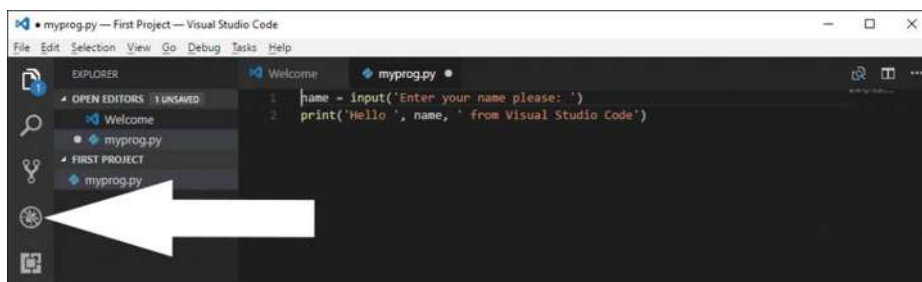 ● myprog.py — First Project — Visual Studio Code
File Edit Selection View Go Debug Tasks Help
EXPLORER
OPEN EDITORS 1 UNSAVED
Welcome
● myprog.py
FIRST PROJECT
myprog.py
1
Welcome myprog.py ●
1 name = input('Enter your name please: ')
2 print('Hello ', name, ' from Visual Studio Code')